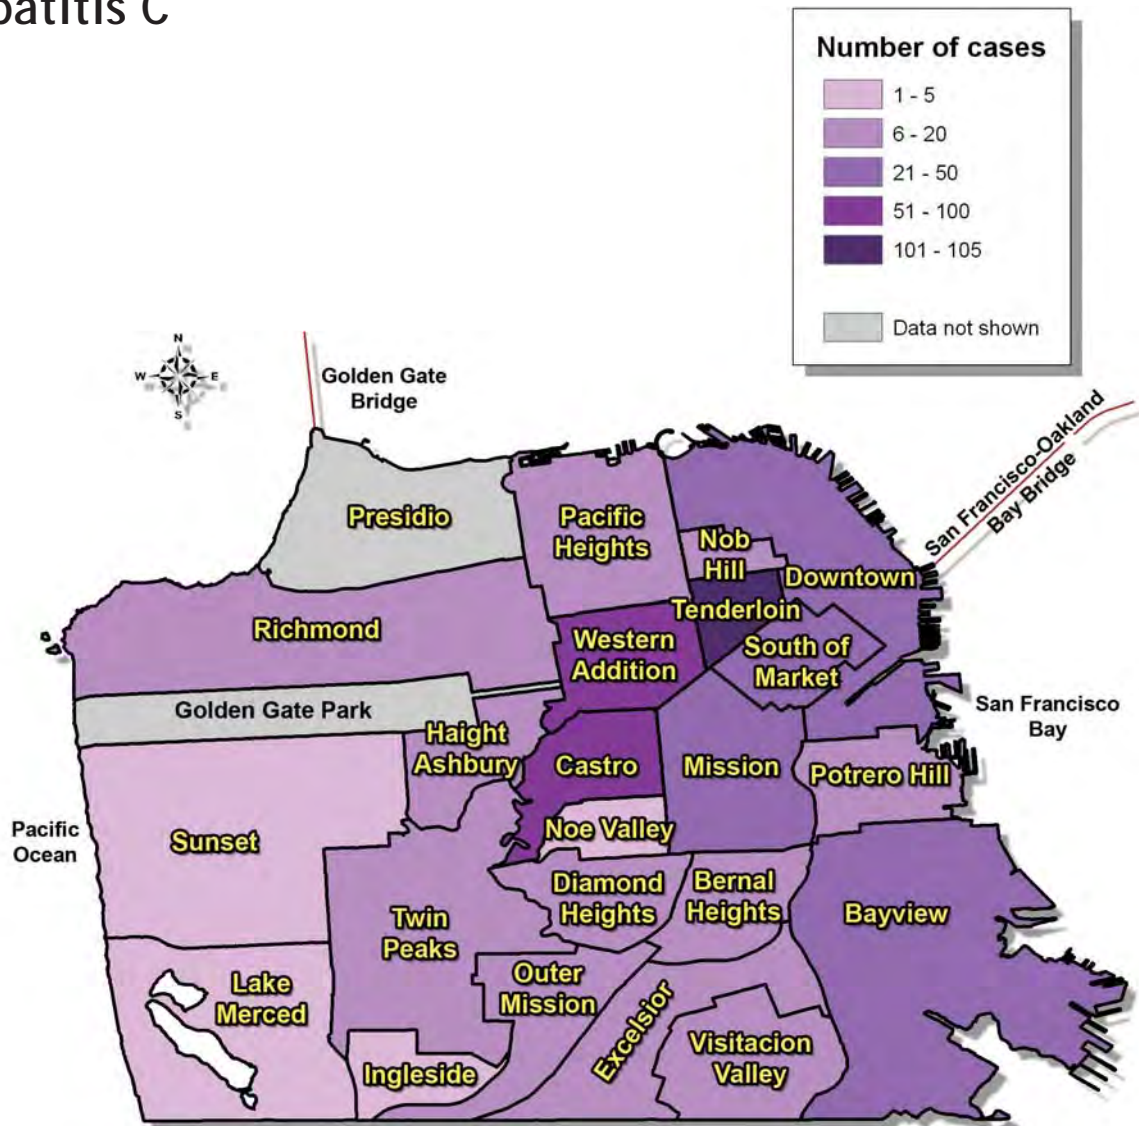 patitis C
Number of cases
1 - 5
6 - 20
21 - 50
51 - 100
101 - 105
Data not shown
N
W
E
S
Golden Gate
Bridge
San Francisco-Oakland
Bay Bridge
Presidio
Pacific
Heights
Nob
Hill
Downtown
Tenderloin
Richmond
Western
Addition
South of
Market
Golden Gate Park
San Francisco
Bay
Haight
Ashbury
Castro
Mission
Potrero Hill
Pacific
Ocean
Sunset
Noe Valley
Diamond
Heights
Bernal
Heights
Bayview
Twin
Peaks
Outer
Mission
Lake
Merced
Excelsior
Visitacion
Valley
Ingleside